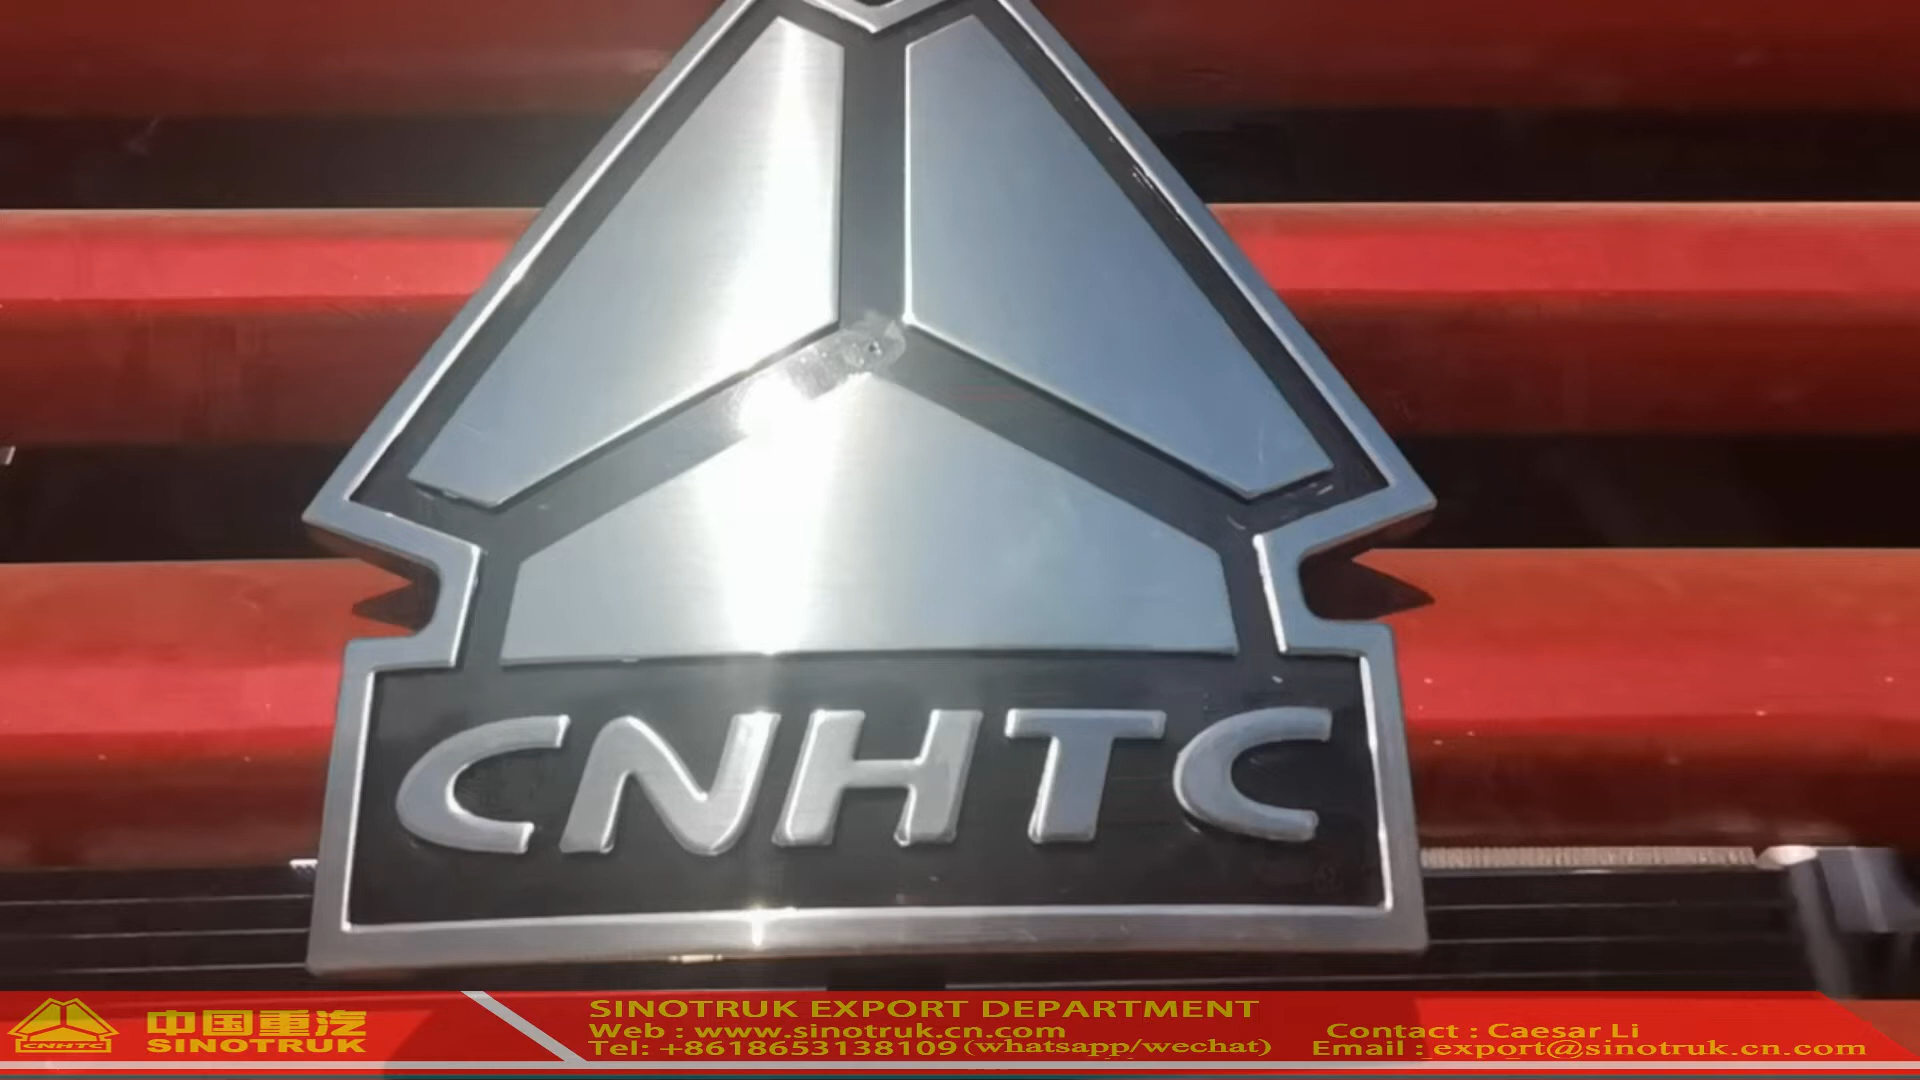 CNHTC
CNHTC
中国重汽
SINOTRUK
SINOTRUK EXPORT DEPARTMENT
Web : www.sinotruk.cn.com
Tel: +8618653138109(whatsapp/wechat)
Contact : Caesar Li
Email : export@sinotruk.cn.com